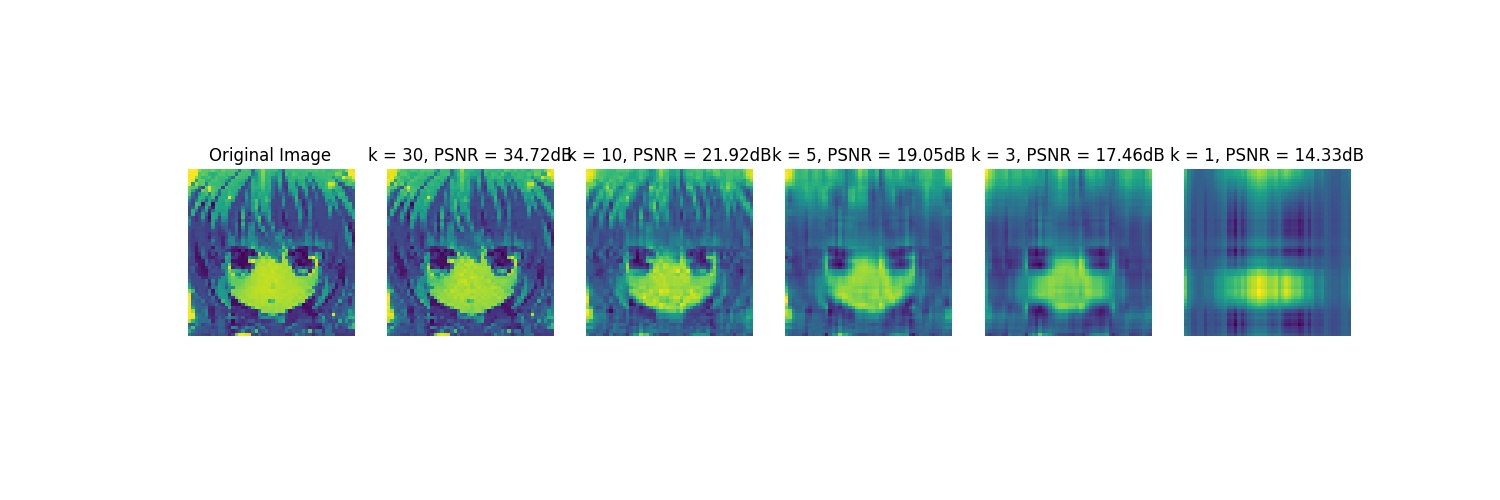 Original Image
k = 30, PSNR = 34.72dB
k = 10, PSNR = 21.92dB
k = 5, PSNR = 19.05dB
k = 3, PSNR = 17.46dB
k = 1, PSNR = 14.33dB